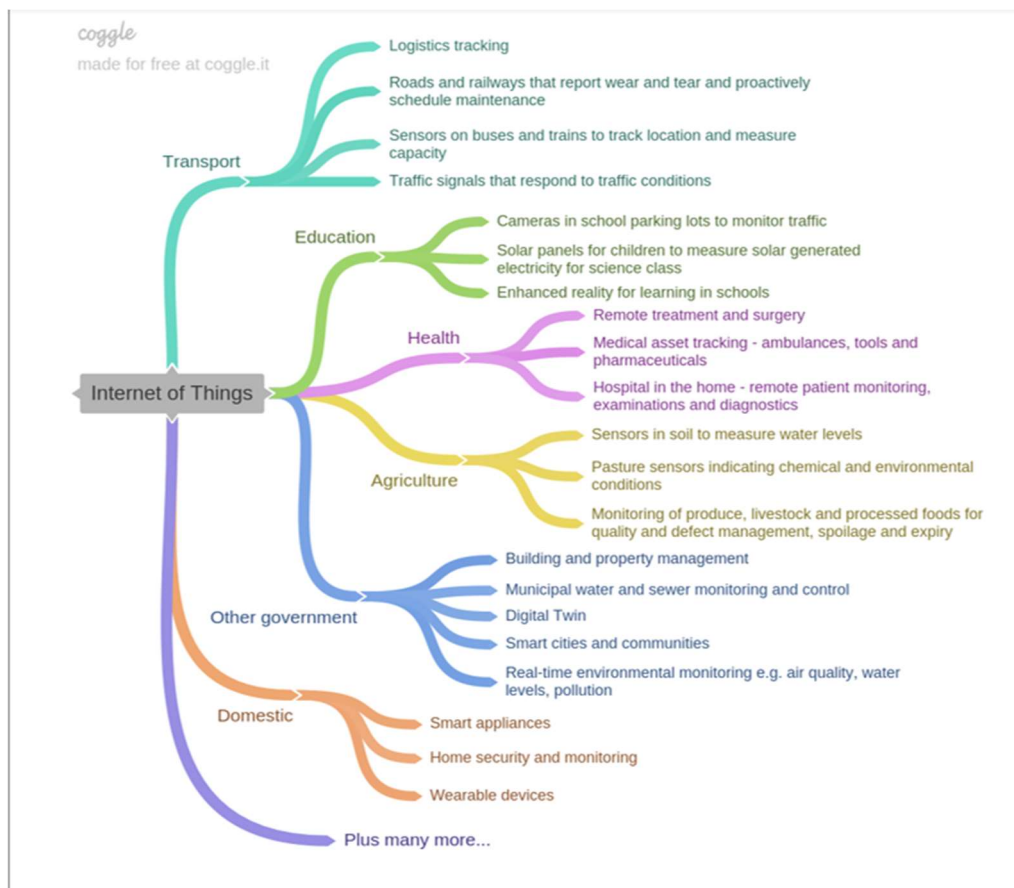 coggle
made for free at coggle.it
Logistics tracking
Roads and railways that report wear and tear and proactively
schedule maintenance
Sensors on buses and trains to track location and measure
capacity
Transport
Traffic signals that respond to traffic conditions
Education
Cameras in school parking lots to monitor traffic
Solar panels for children to measure solar generated
electricity for science class
Enhanced reality for learning in schools
Health
Remote treatment and surgery
Medical asset tracking - ambulances, tools and
pharmaceuticals
Hospital in the home - remote patient monitoring,
examinations and diagnostics
Internet of Things
Agriculture
Sensors in soil to measure water levels
Pasture sensors indicating chemical and environmental
conditions
Monitoring of produce, livestock and processed foods for
quality and defect management, spoilage and expiry
Other government
Building and property management
Municipal water and sewer monitoring and control
Digital Twin
Smart cities and communities
Real-time environmental monitoring e.g. air quality, water
levels, pollution
Domestic
Smart appliances
Home security and monitoring
Wearable devices
Plus many more...